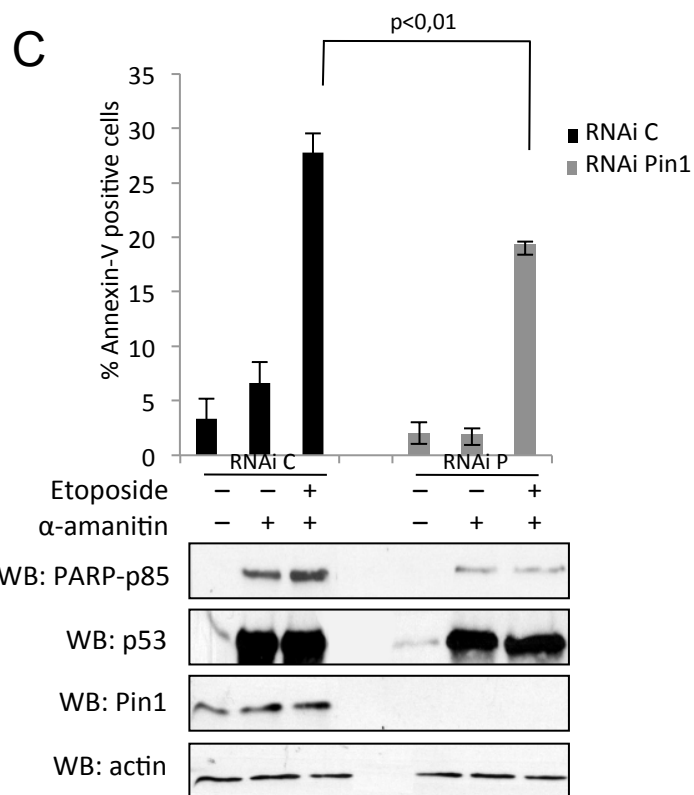 C
p<0,01
35
30
25
20
15
10
5
0
% Annexin-V positive cells
RNAi C
RNAi Pin1
RNAi C RNAi P
Etoposide – – + – – +
α-amanitin – + + – + +
WB: PARP-p85
WB: p53
WB: Pin1
WB: actin